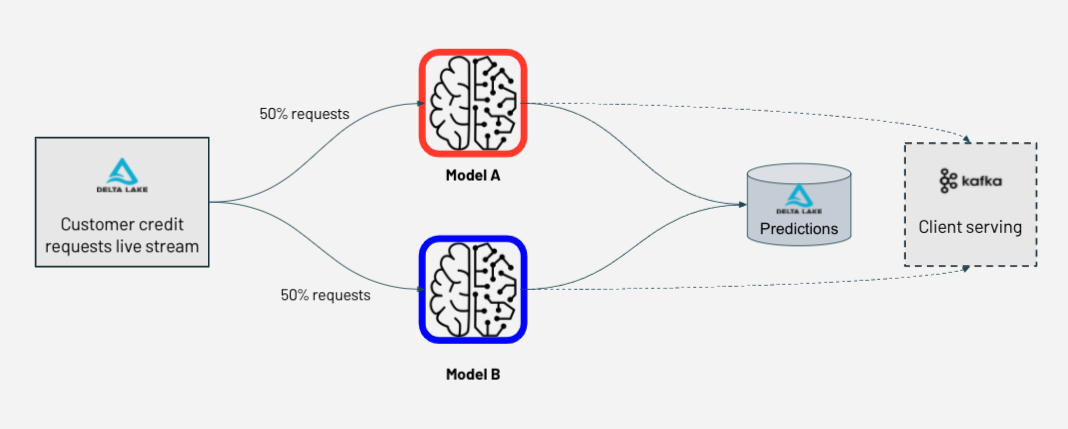 50% requests
Model A
DELTA LAKE
Customer credit
requests live stream
DELTA LAKE
Predictions
kafka
Client serving
50% requests
Model B